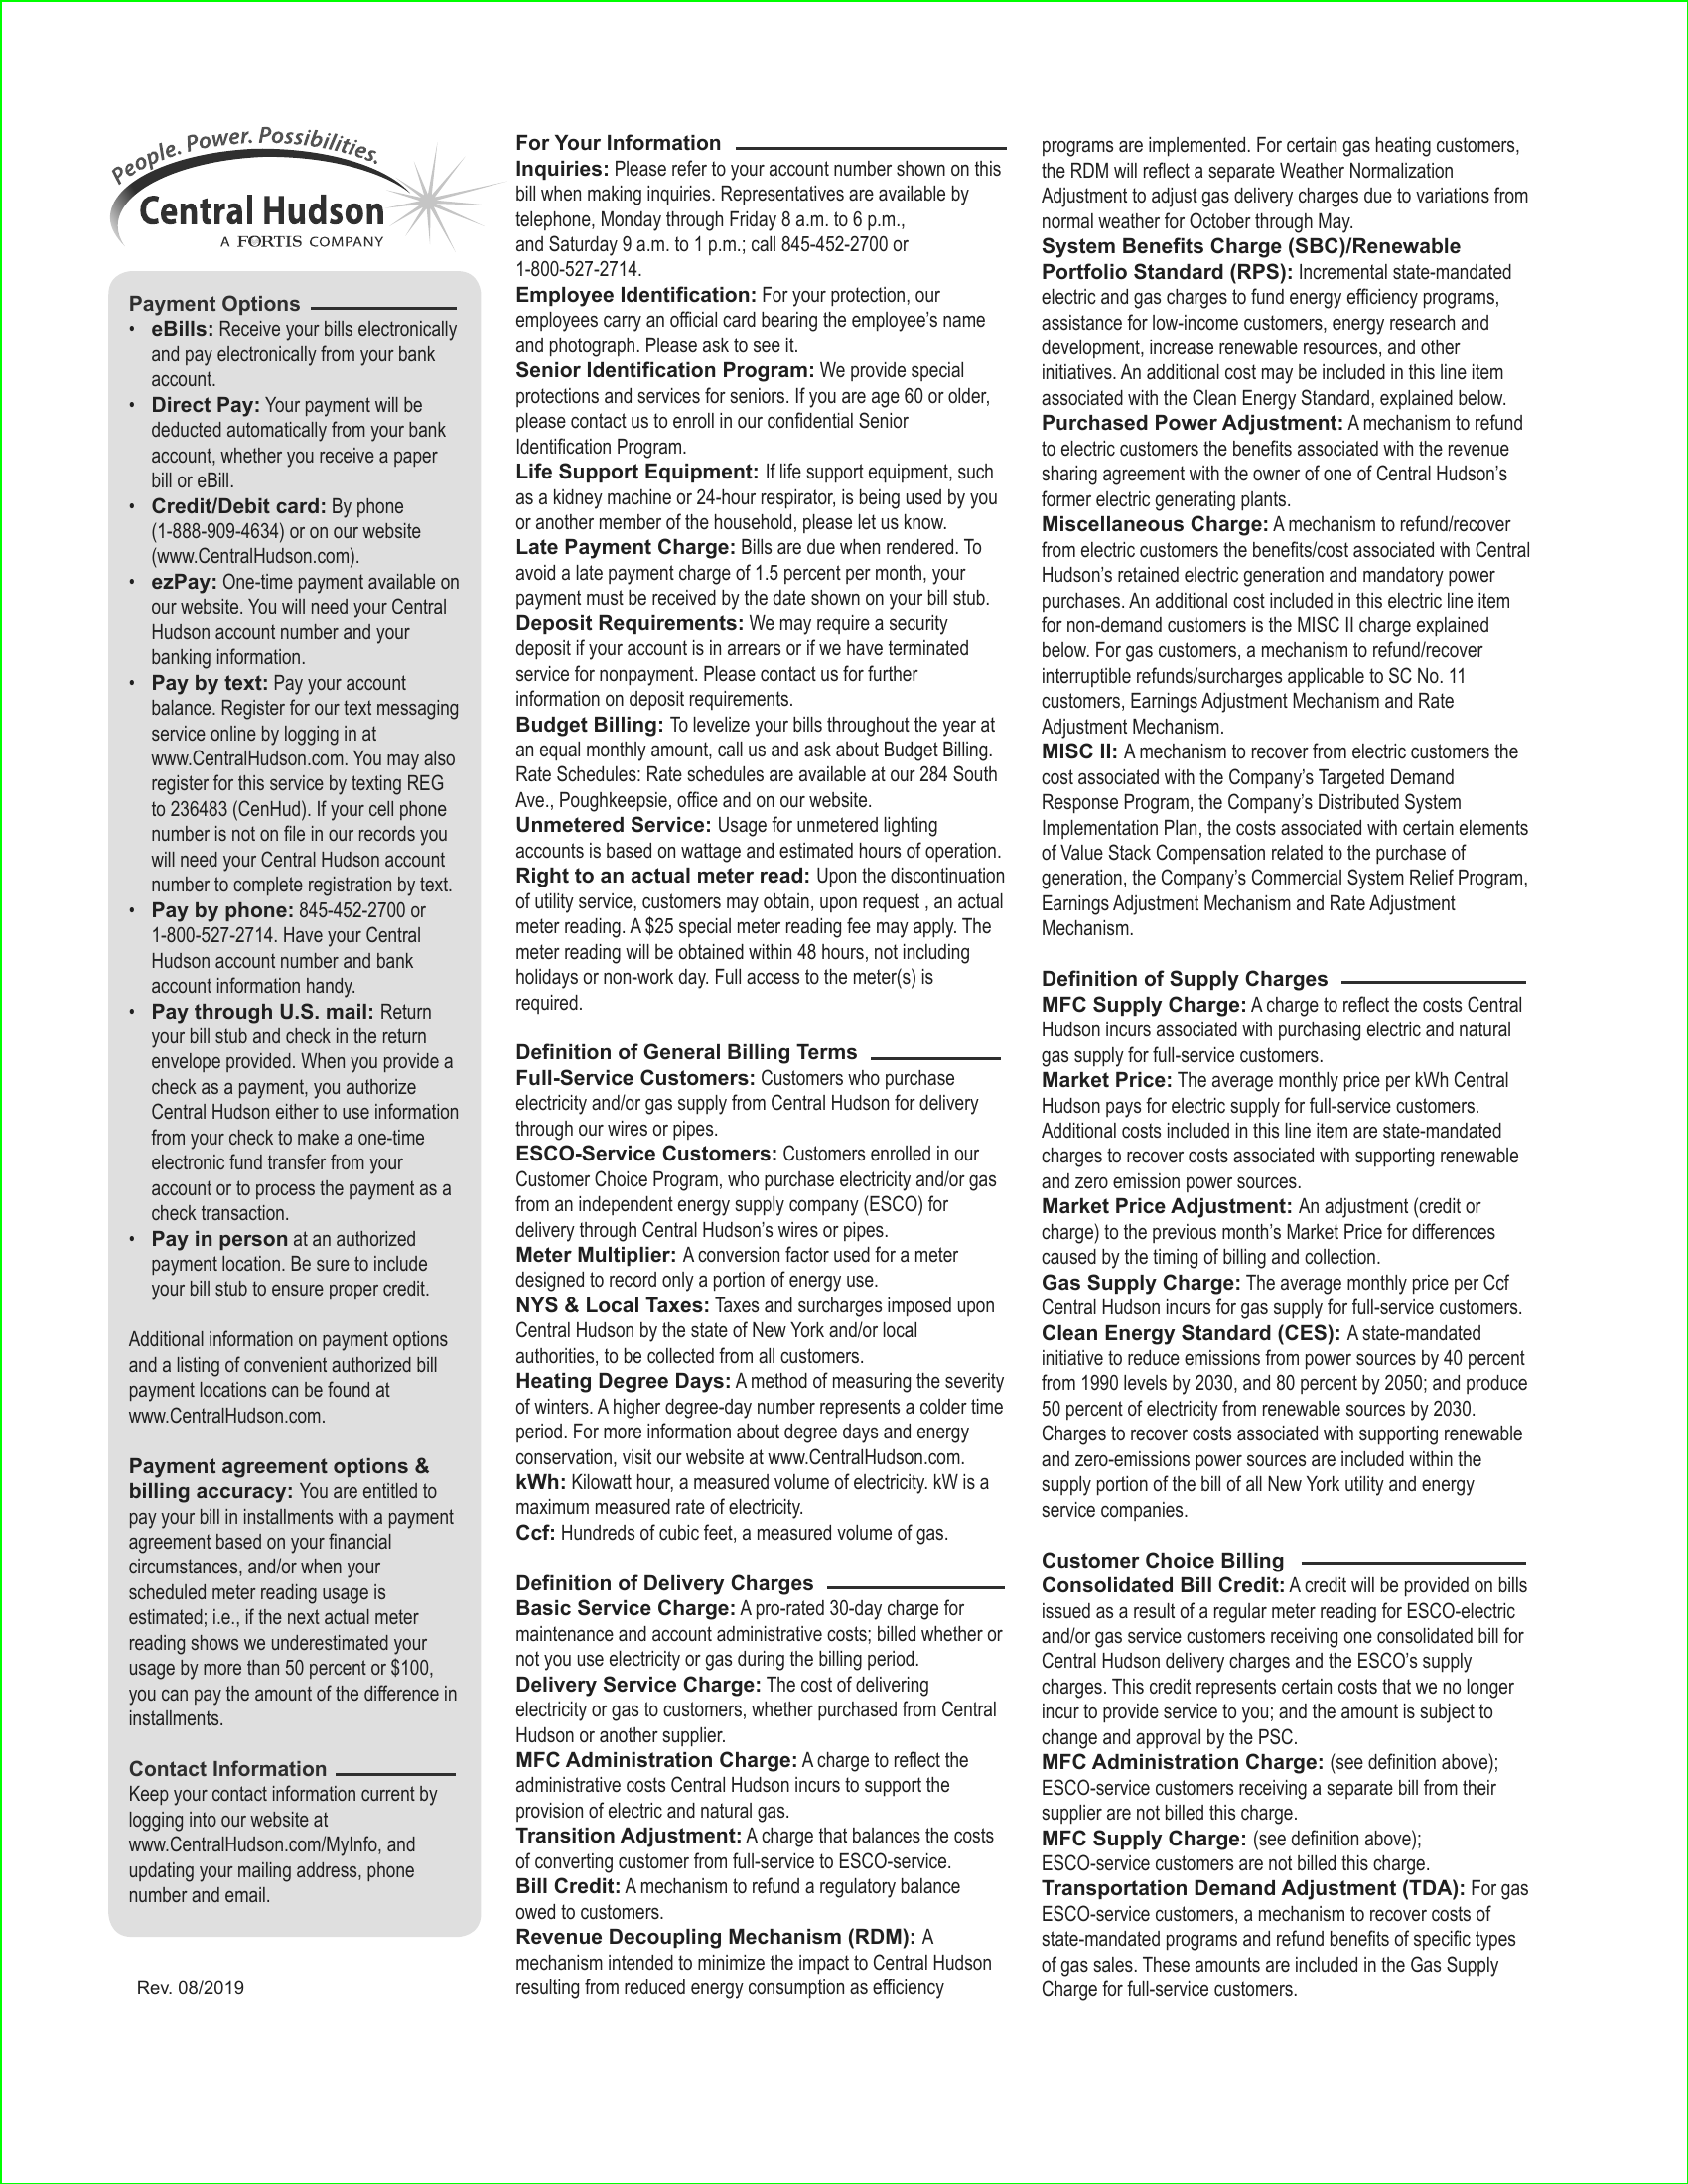 People. Power. Possibilities.
Central Hudson
A FORTIS COMPANY
Payment Options
• eBills: Receive your bills electronically
and pay electronically from your bank
account.
• Direct Pay: Your payment will be
deducted automatically from your bank
account, whether you receive a paper
bill or eBill.
• Credit/Debit card: By phone
(1-888-909-4634) or on our website
(www.CentralHudson.com).
• ezPay: One-time payment available on
our website. You will need your Central
Hudson account number and your
banking information.
• Pay by text: Pay your account
balance. Register for our text messaging
service online by logging in at
www.CentralHudson.com. You may also
register for this service by texting REG
to 236483 (CenHud). If your cell phone
number is not on file in our records you
will need your Central Hudson account
number to complete registration by text.
• Pay by phone: 845-452-2700 or
1-800-527-2714. Have your Central
Hudson account number and bank
account information handy.
• Pay through U.S. mail: Return
your bill stub and check in the return
envelope provided. When you provide a
check as a payment, you authorize
Central Hudson either to use information
from your check to make a one-time
electronic fund transfer from your
account or to process the payment as a
check transaction.
• Pay in person at an authorized
payment location. Be sure to include
your bill stub to ensure proper credit.
Additional information on payment options
and a listing of convenient authorized bill
payment locations can be found at
www.CentralHudson.com.
Payment agreement options &
billing accuracy: You are entitled to
pay your bill in installments with a payment
agreement based on your financial
circumstances, and/or when your
scheduled meter reading usage is
estimated; i.e., if the next actual meter
reading shows we underestimated your
usage by more than 50 percent or $100,
you can pay the amount of the difference in
installments.
Contact Information
Keep your contact information current by
logging into our website at
www.CentralHudson.com/MyInfo, and
updating your mailing address, phone
number and email.
Rev. 08/2019
For Your Information
Inquiries: Please refer to your account number shown on this
bill when making inquiries. Representatives are available by
telephone, Monday through Friday 8 a.m. to 6 p.m.,
and Saturday 9 a.m. to 1 p.m.; call 845-452-2700 or
1-800-527-2714.
Employee Identification: For your protection, our
employees carry an official card bearing the employee's name
and photograph. Please ask to see it.
Senior Identification Program: We provide special
protections and services for seniors. If you are age 60 or older,
please contact us to enroll in our confidential Senior
Identification Program.
Life Support Equipment: If life support equipment, such
as a kidney machine or 24-hour respirator, is being used by you
or another member of the household, please let us know.
Late Payment Charge: Bills are due when rendered. To
avoid a late payment charge of 1.5 percent per month, your
payment must be received by the date shown on your bill stub.
Deposit Requirements: We may require a security
deposit if your account is in arrears or if we have terminated
service for nonpayment. Please contact us for further
information on deposit requirements.
Budget Billing: To levelize your bills throughout the year at
an equal monthly amount, call us and ask about Budget Billing.
Rate Schedules: Rate schedules are available at our 284 South
Ave., Poughkeepsie, office and on our website.
Unmetered Service: Usage for unmetered lighting
accounts is based on wattage and estimated hours of operation.
Right to an actual meter read: Upon the discontinuation
of utility service, customers may obtain, upon request , an actual
meter reading. A $25 special meter reading fee may apply. The
meter reading will be obtained within 48 hours, not including
holidays or non-work day. Full access to the meter(s) is
required.
Definition of General Billing Terms
Full-Service Customers: Customers who purchase
electricity and/or gas supply from Central Hudson for delivery
through our wires or pipes.
ESCO-Service Customers: Customers enrolled in our
Customer Choice Program, who purchase electricity and/or gas
from an independent energy supply company (ESCO) for
delivery through Central Hudson's wires or pipes.
Meter Multiplier: A conversion factor used for a meter
designed to record only a portion of energy use.
NYS & Local Taxes: Taxes and surcharges imposed upon
Central Hudson by the state of New York and/or local
authorities, to be collected from all customers.
Heating Degree Days: A method of measuring the severity
of winters. A higher degree-day number represents a colder time
period. For more information about degree days and energy
conservation, visit our website at www.CentralHudson.com.
kWh: Kilowatt hour, a measured volume of electricity. kW is a
maximum measured rate of electricity.
Ccf: Hundreds of cubic feet, a measured volume of gas.
Definition of Delivery Charges
Basic Service Charge: A pro-rated 30-day charge for
maintenance and account administrative costs; billed whether or
not you use electricity or gas during the billing period.
Delivery Service Charge: The cost of delivering
electricity or gas to customers, whether purchased from Central
Hudson or another supplier.
MFC Administration Charge: A charge to reflect the
administrative costs Central Hudson incurs to support the
provision of electric and natural gas.
Transition Adjustment: A charge that balances the costs
of converting customer from full-service to ESCO-service.
Bill Credit: A mechanism to refund a regulatory balance
owed to customers.
Revenue Decoupling Mechanism (RDM): A
mechanism intended to minimize the impact to Central Hudson
resulting from reduced energy consumption as efficiency
programs are implemented. For certain gas heating customers,
the RDM will reflect a separate Weather Normalization
Adjustment to adjust gas delivery charges due to variations from
normal weather for October through May.
System Benefits Charge (SBC)/Renewable
Portfolio Standard (RPS): Incremental state-mandated
electric and gas charges to fund energy efficiency programs,
assistance for low-income customers, energy research and
development, increase renewable resources, and other
initiatives. An additional cost may be included in this line item
associated with the Clean Energy Standard, explained below.
Purchased Power Adjustment: A mechanism to refund
to electric customers the benefits associated with the revenue
sharing agreement with the owner of one of Central Hudson's
former electric generating plants.
Miscellaneous Charge: A mechanism to refund/recover
from electric customers the benefits/cost associated with Central
Hudson's retained electric generation and mandatory power
purchases. An additional cost included in this electric line item
for non-demand customers is the MISC II charge explained
below. For gas customers, a mechanism to refund/recover
interruptible refunds/surcharges applicable to SC No. 11
customers, Earnings Adjustment Mechanism and Rate
Adjustment Mechanism.
MISC II: A mechanism to recover from electric customers the
cost associated with the Company's Targeted Demand
Response Program, the Company's Distributed System
Implementation Plan, the costs associated with certain elements
of Value Stack Compensation related to the purchase of
generation, the Company's Commercial System Relief Program,
Earnings Adjustment Mechanism and Rate Adjustment
Mechanism.
Definition of Supply Charges
MFC Supply Charge: A charge to reflect the costs Central
Hudson incurs associated with purchasing electric and natural
gas supply for full-service customers.
Market Price: The average monthly price per kWh Central
Hudson pays for electric supply for full-service customers.
Additional costs included in this line item are state-mandated
charges to recover costs associated with supporting renewable
and zero emission power sources.
Market Price Adjustment: An adjustment (credit or
charge) to the previous month's Market Price for differences
caused by the timing of billing and collection.
Gas Supply Charge: The average monthly price per Ccf
Central Hudson incurs for gas supply for full-service customers.
Clean Energy Standard (CES): A state-mandated
initiative to reduce emissions from power sources by 40 percent
from 1990 levels by 2030, and 80 percent by 2050; and produce
50 percent of electricity from renewable sources by 2030.
Charges to recover costs associated with supporting renewable
and zero-emissions power sources are included within the
supply portion of the bill of all New York utility and energy
service companies.
Customer Choice Billing
Consolidated Bill Credit: A credit will be provided on bills
issued as a result of a regular meter reading for ESCO-electric
and/or gas service customers receiving one consolidated bill for
Central Hudson delivery charges and the ESCO's supply
charges. This credit represents certain costs that we no longer
incur to provide service to you; and the amount is subject to
change and approval by the PSC.
MFC Administration Charge: (see definition above);
ESCO-service customers receiving a separate bill from their
supplier are not billed this charge.
MFC Supply Charge: (see definition above);
ESCO-service customers are not billed this charge.
Transportation Demand Adjustment (TDA): For gas
ESCO-service customers, a mechanism to recover costs of
state-mandated programs and refund benefits of specific types
of gas sales. These amounts are included in the Gas Supply
Charge for full-service customers.